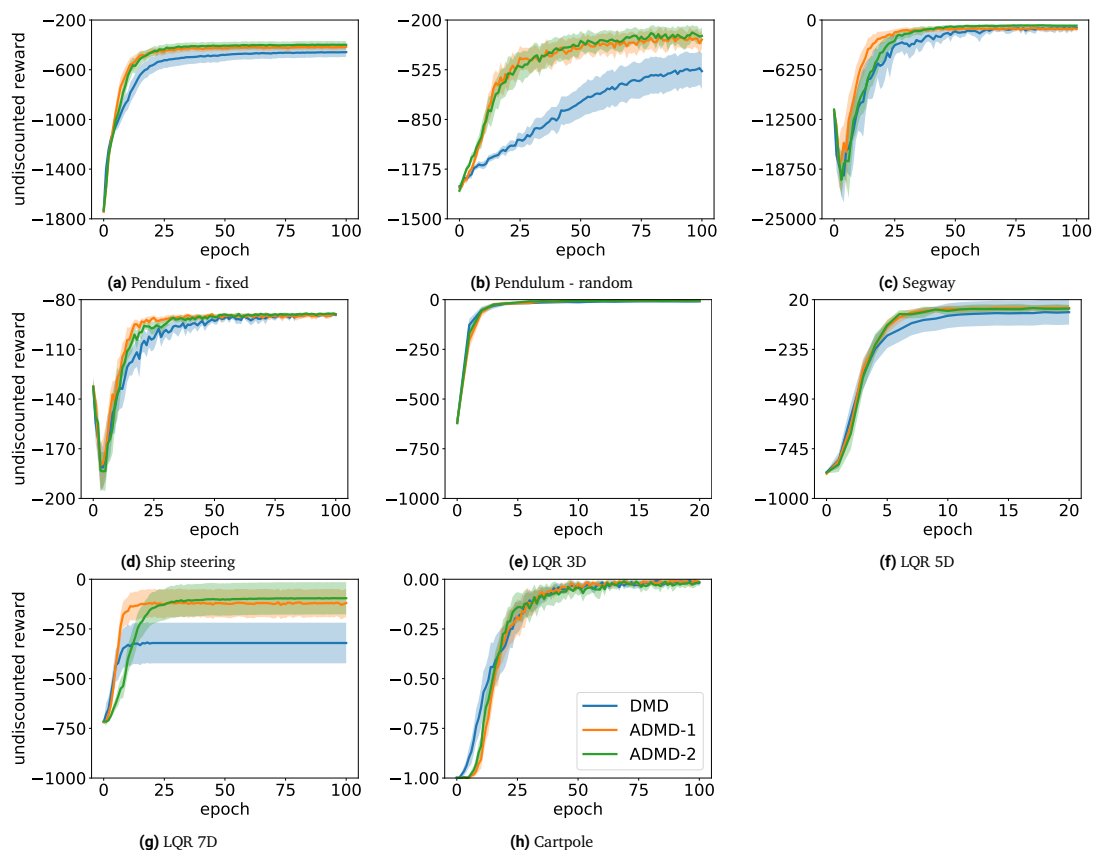 −200
−600
−1000
−1400
−1800
undiscounted reward
0 25 50 75 100
epoch
(a) Pendulum - fixed
−200
−525
−850
−1175
−1500
0 25 50 75 100
epoch
(b) Pendulum - random
0
−6250
−12500
−18750
−25000
0 25 50 75 100
epoch
(c) Segway
−80
−110
−140
−170
−200
undiscounted reward
0 25 50 75 100
epoch
(d) Ship steering
0
−250
−500
−750
−1000
0 5 10 15 20
epoch
(e) LQR 3D
20
−235
−490
−745
−1000
0 5 10 15 20
epoch
(f) LQR 5D
0
−250
−500
−750
−1000
undiscounted reward
0 25 50 75 100
epoch
(g) LQR 7D
0.00
−0.25
−0.50
−0.75
−1.00
DMD
ADMD-1
ADMD-2
0 25 50 75 100
epoch
(h) Cartpole